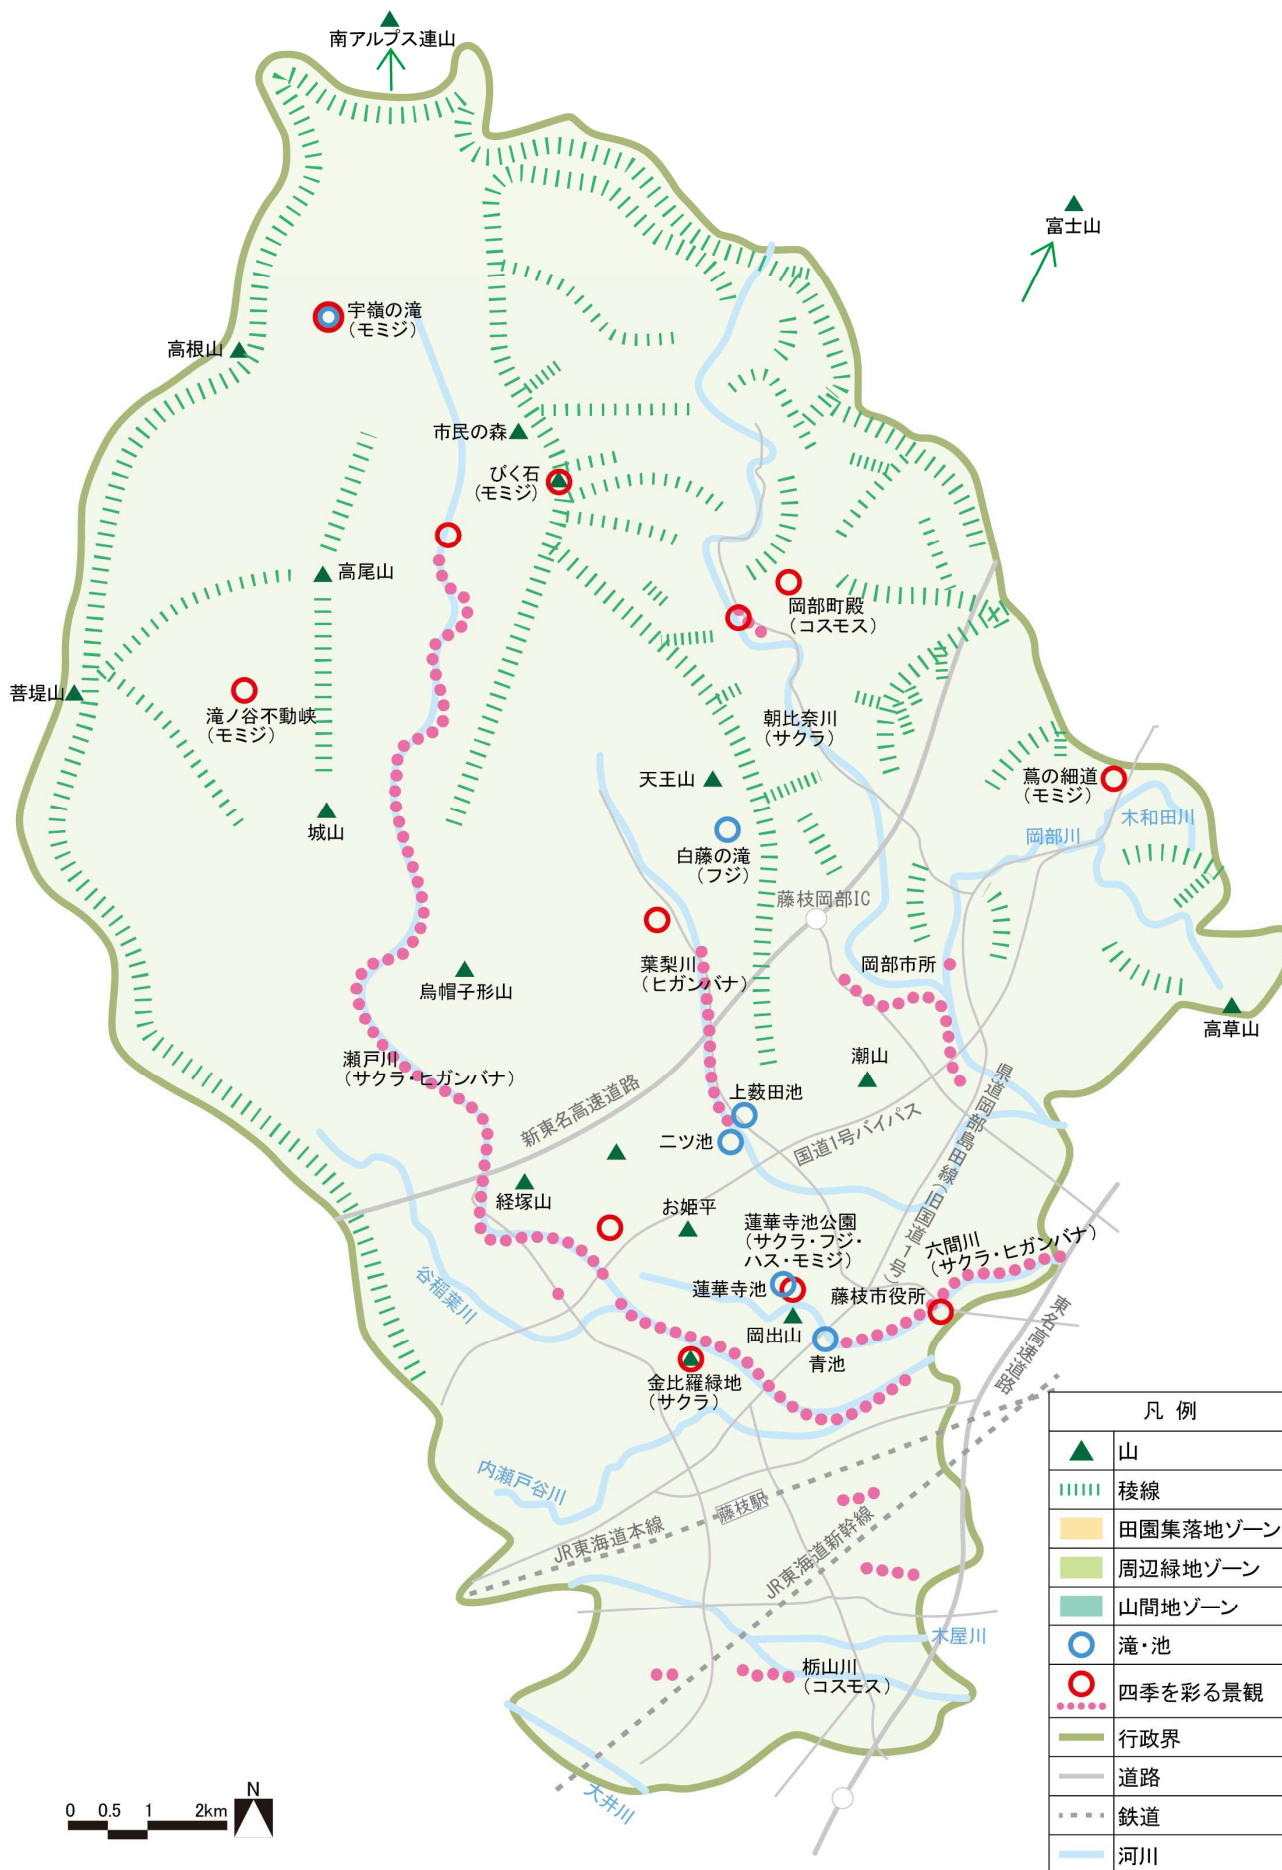 南アルプス連山
富士山
宇嶺の滝
（モミジ）
高根山
市民の森
びく石
（モミジ）
高尾山
岡部町殿
（コスモス）
菩堤山
滝ノ谷不動峡
（モミジ）
朝比奈川
（サクラ）
天王山
蔦の細道
（モミジ）
木和田川
岡部川
城山
白藤の滝
（フジ）
藤枝岡部IC
葉梨川
（ヒガンバナ）
岡部市所
烏帽子形山
高草山
瀬戸川
（サクラ・ヒガンバナ）
潮山
新東名高速道路
上薮田池
二ツ池
国道1号バイパス
県道岡部島田線（旧国道1号）
経塚山
お姫平
蓮華寺池公園
（サクラ・フジ・
ハス・モミジ）
六間川
（サクラ・ヒガンバナ）
谷稲葉川
蓮華寺池
藤枝市役所
岡出山
青池
東名高速道路
金比羅緑地
（サクラ）
内瀬戸谷川
藤枝駅
JR東海道本線
JR東海道新幹線
木屋川
栃山川
（コスモス）
大井川
凡 例
山
稜線
田園集落地ゾーン
周辺緑地ゾーン
山間地ゾーン
滝・池
四季を彩る景観
行政界
道路
鉄道
河川
0 0.5 1 2km
N